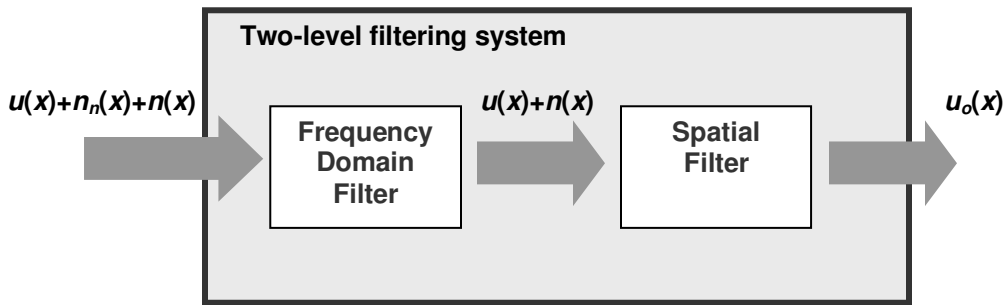 Two-level filtering system
u(x)+nₙ(x)+n(x)
Frequency
Domain
Filter
u(x)+n(x)
Spatial
Filter
uₒ(x)